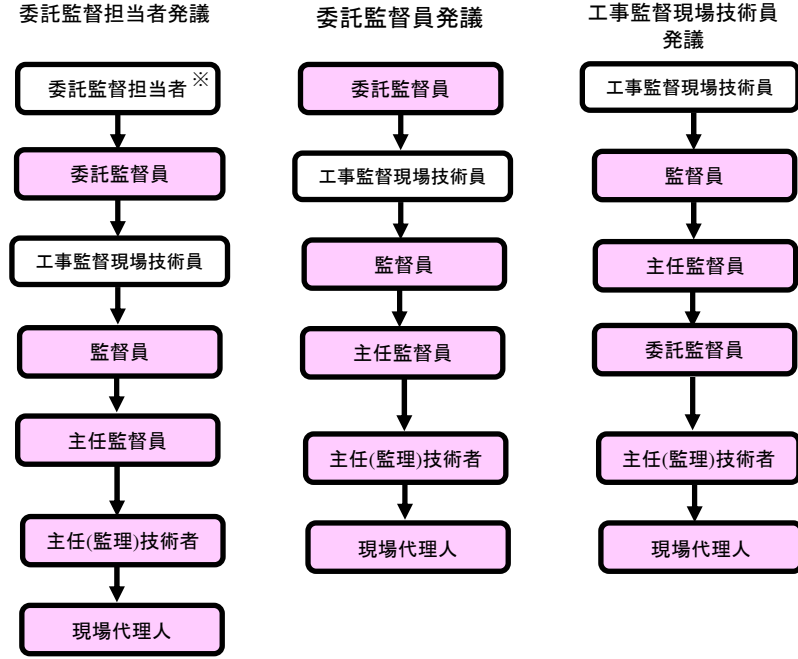 委託監督担当者発議
委託監督担当者※
委託監督員
工事監督現場技術員
監督員
主任監督員
主任(監理)技術者
現場代理人
委託監督員発議
委託監督員
工事監督現場技術員
監督員
主任監督員
主任(監理)技術者
現場代理人
工事監督現場技術員
発議
工事監督現場技術員
監督員
主任監督員
委託監督員
主任(監理)技術者
現場代理人